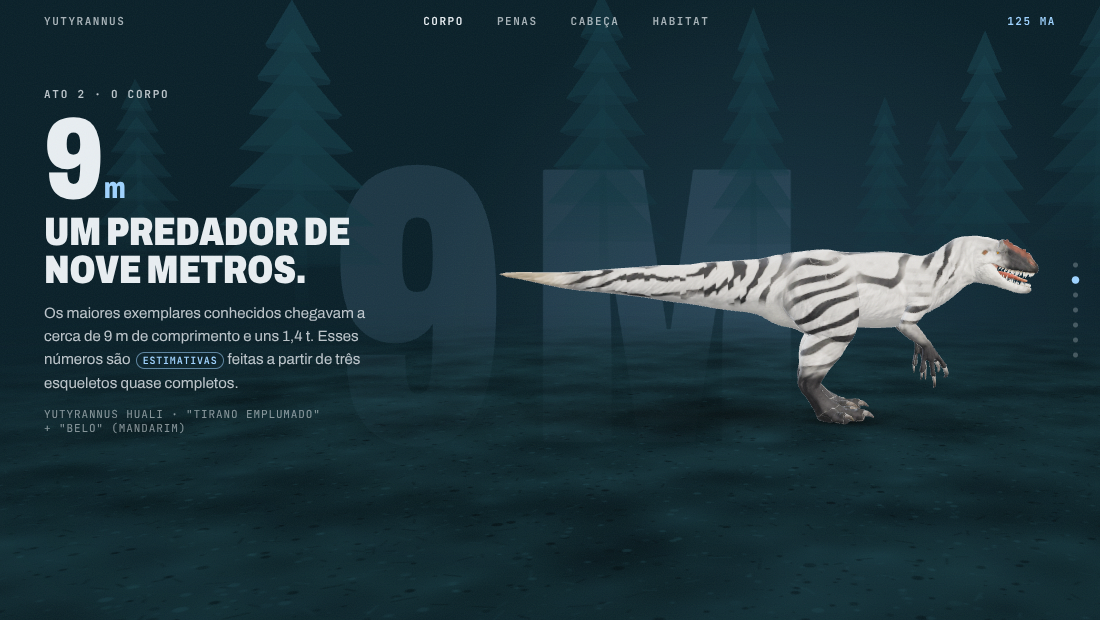 YUTYRANNUS
CORPO PENAS CABEÇA HABITAT
125 MA
ATO 2 · O CORPO
9m
UM PREDADOR DE
NOVE METROS.
Os maiores exemplares conhecidos chegavam a
cerca de 9 m de comprimento e uns 1,4 t. Esses
números são ESTIMATIVAS feitas a partir de três
esqueletos quase completos.
YUTYRANNUS HUALI · "TIRANO EMPLUMADO"
+ "BELO" (MANDARIM)
9 M